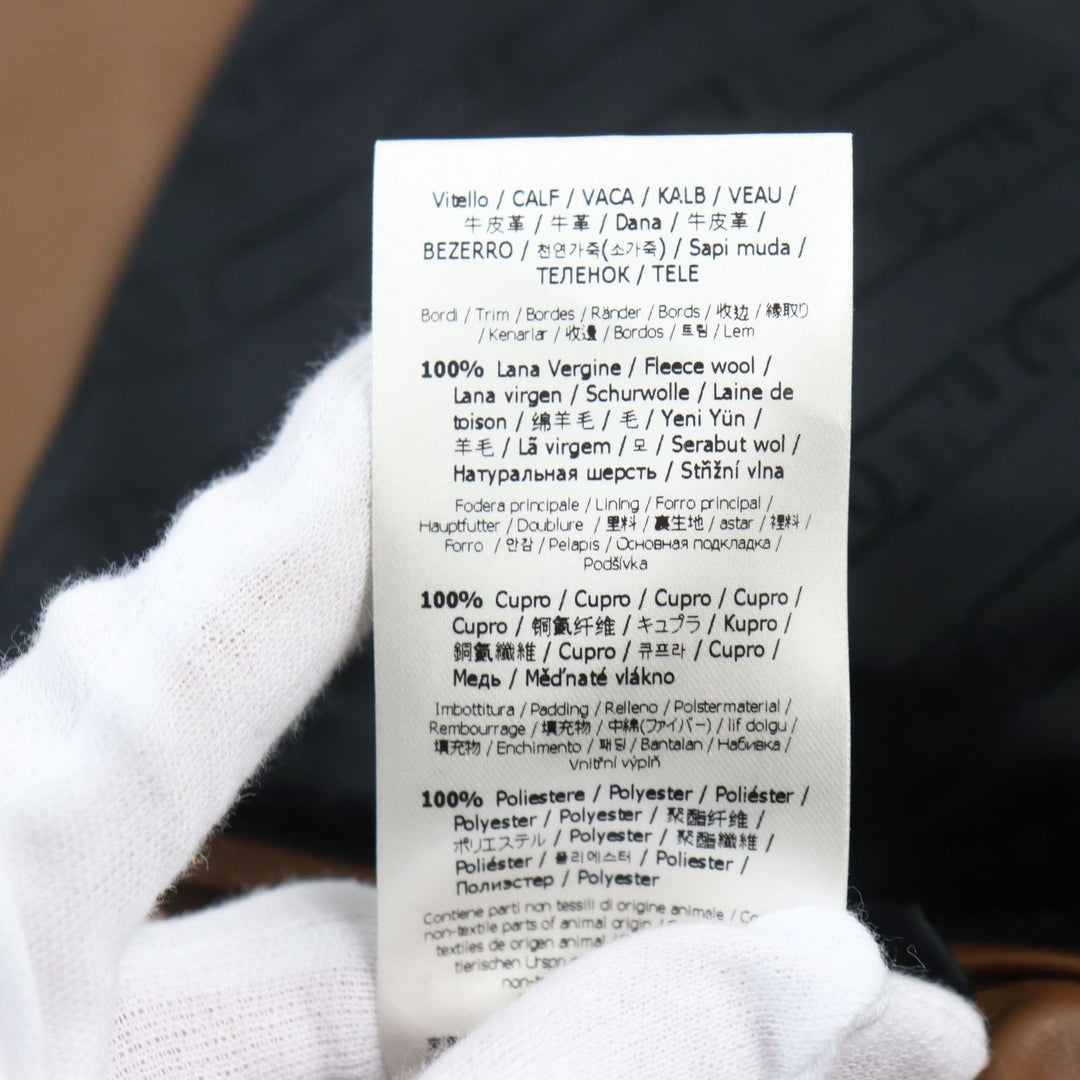 Vitello / CALF / VACA / KALB / VEAU /
牛皮革 / 牛革 / Dana / 牛皮革 /
BEZERRO / 천연가죽(소가죽) / Sapi muda /
ТЕЛЕНОК / TELE
Bordi / Trim / Bordes / Ränder / Bords / 收边 / 縁取り
/ Kenarlar / 收邊 / Bordos / 트림 / Lem
100% Lana Vergine / Fleece wool /
Lana virgen / Schurwolle / Laine de
toison / 绵羊毛 / 毛 / Yeni Yün /
羊毛 / Lã virgem / 모 / Serabut wol /
Натуральная шерсть / Střižní vlna
Fodera principale / Lining / Forro principal /
Hauptfutter / Doublure / 里料 / 裏生地 / astar / 裡料 /
Forro / 안감 / Pelapis / Основная подкладка /
Podšívka
100% Cupro / Cupro / Cupro / Cupro /
Cupro / 铜氨纤维 / キュプラ / Kupro /
銅氨纖維 / Cupro / 큐프라 / Cupro /
Медь / Měďnaté vlákno
Imbottitura / Padding / Relleno / Polstermaterial /
Rembourrage / 填充物 / 中綿(ファイバー) / lif dolgu /
填充物 / Enchimento / 패딩 / Bantalan / Набивка /
Vnitřní výplň
100% Poliestere / Polyester / Poliéster /
Polyester / Polyester / 聚酯纤维 /
ポリエステル / Polyester / 聚酯纖維 /
Poliéster / 폴리에스터 / Poliester /
Полиэстер / Polyester
Contiene parti non tessili di origine animale /
non-textile parts of animal origin /
textiles de origen animal /
tierischen